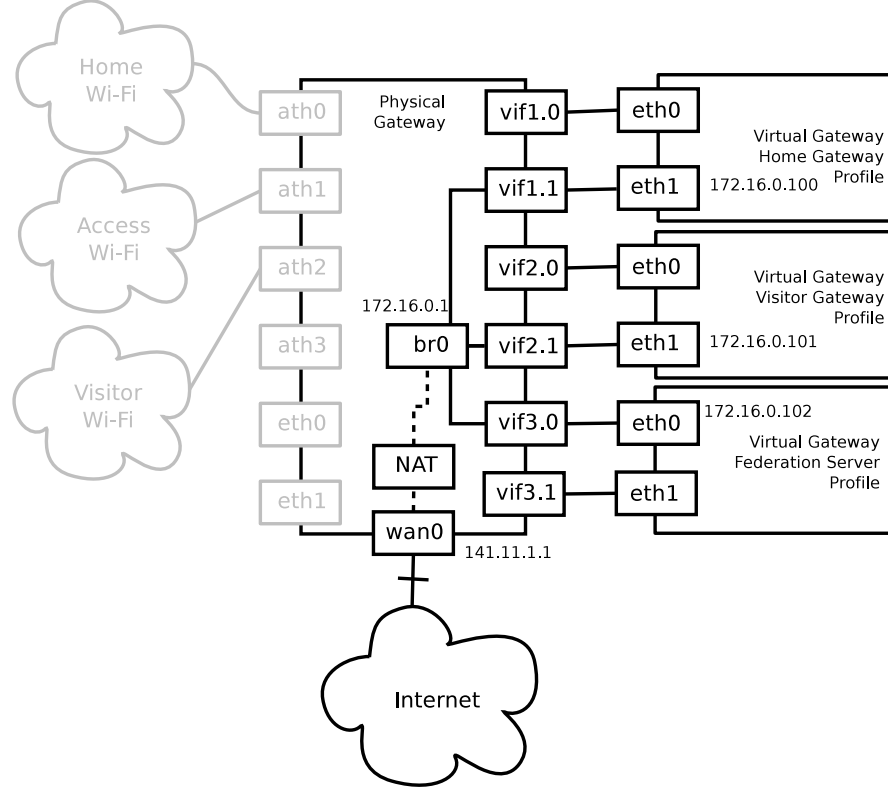 Home
Wi-Fi
Access
Wi-Fi
Visitor
Wi-Fi
ath0
ath1
ath2
ath3
eth0
eth1
Physical
Gateway
172.16.0.1
br0
NAT
wan0
141.11.1.1
Internet
vif1.0
vif1.1
vif2.0
vif2.1
vif3.0
vif3.1
eth0
eth1
172.16.0.100
Virtual Gateway
Home Gateway
Profile
eth0
eth1
172.16.0.101
Virtual Gateway
Visitor Gateway
Profile
eth0
eth1
172.16.0.102
Virtual Gateway
Federation Server
Profile